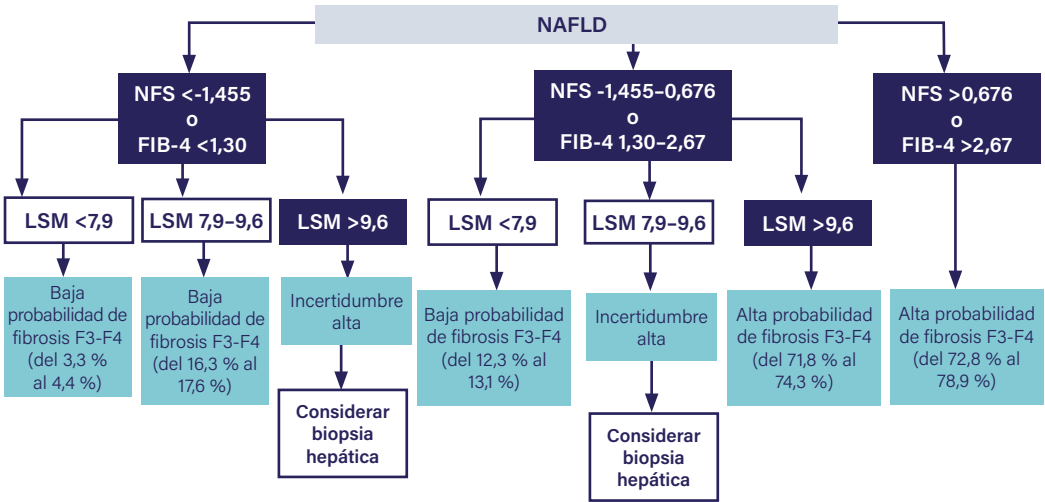 NAFLD
NFS <-1,455
o
FIB-4 <1,30
NFS -1,455–0,676
o
FIB-4 1,30–2,67
NFS >0,676
o
FIB-4 >2,67
LSM <7,9
LSM 7,9–9,6
LSM >9,6
LSM <7,9
LSM 7,9–9,6
LSM >9,6
Baja
probabilidad de
fibrosis F3-F4
(del 3,3 %
al 4,4 %)
Baja
probabilidad de
fibrosis F3-F4
(del 16,3 % al
17,6 %)
Incertidumbre
alta
Baja probabilidad
de fibrosis F3-F4
(del 12,3 % al
13,1 %)
Incertidumbre
alta
Alta probabilidad
de fibrosis F3-F4
(del 71,8 % al
74,3 %)
Alta probabilidad
de fibrosis F3-F4
(del 72,8 % al
78,9 %)
Considerar
biopsia
hepática
Considerar
biopsia
hepática